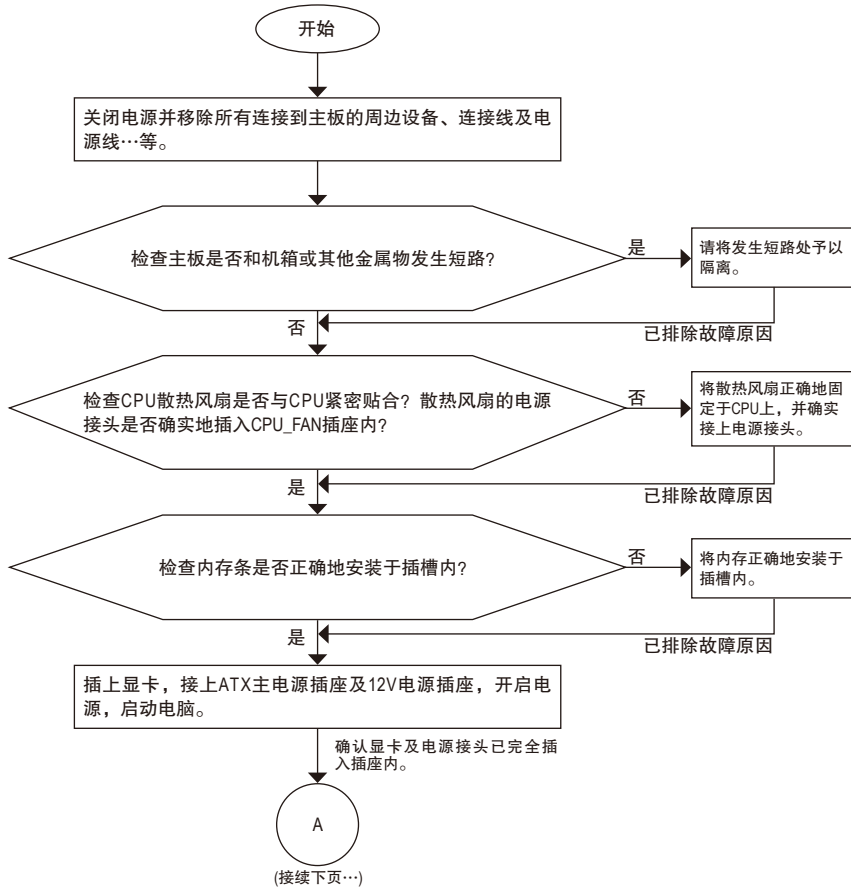 开始
关闭电源并移除所有连接到主板的周边设备、连接线及电
源线…等。
检查主板是否和机箱或其他金属物发生短路?
是
请将发生短路处予以
隔离。
否
已排除故障原因
检查CPU散热风扇是否与CPU紧密贴合? 散热风扇的电源
接头是否确实地插入CPU_FAN插座内?
否
将散热风扇正确地固
定于CPU上，并确实
接上电源接头。
是
已排除故障原因
检查内存条是否正确地安装于插槽内?
否
将内存正确地安装于
插槽内。
是
已排除故障原因
插上显卡，接上ATX主电源插座及12V电源插座，开启电
源，启动电脑。
确认显卡及电源接头已完全插
入插座内。
A
(接续下页…)